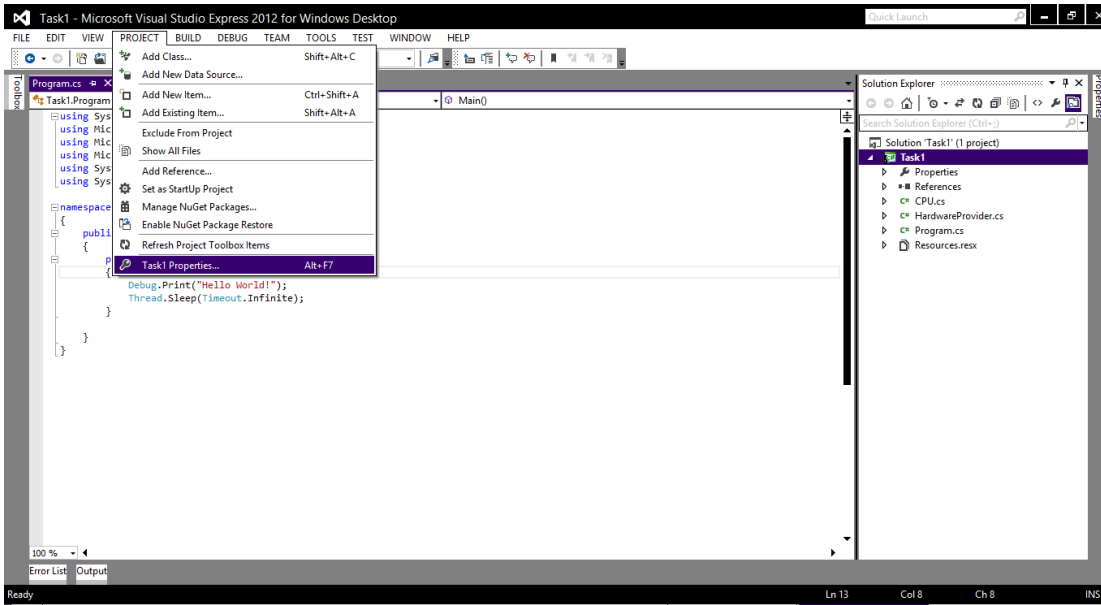 Task1 - Microsoft Visual Studio Express 2012 for Windows Desktop
Quick Launch
FILE EDIT VIEW PROJECT BUILD DEBUG TEAM TOOLS TEST WINDOW HELP
Toolbox
Program.cs
Task1.Program
Main()
using Sys
using Mic
using Mic
using Sys
using Sys
namespace
{
publi
{
p
{
Debug.Print("Hello World!");
Thread.Sleep(Timeout.Infinite);
}
}
}
Add Class... Shift+Alt+C
Add New Data Source...
Add New Item... Ctrl+Shift+A
Add Existing Item... Shift+Alt+A
Exclude From Project
Show All Files
Add Reference...
Set as StartUp Project
Manage NuGet Packages...
Enable NuGet Package Restore
Refresh Project Toolbox Items
Task1 Properties... Alt+F7
Solution Explorer
Search Solution Explorer (Ctrl+;)
Solution 'Task1' (1 project)
Task1
Properties
References
C# CPU.cs
C# HardwareProvider.cs
C# Program.cs
Resources.resx
Properties
100 %
Error List Output
Ready Ln 13 Col 8 Ch 8 INS